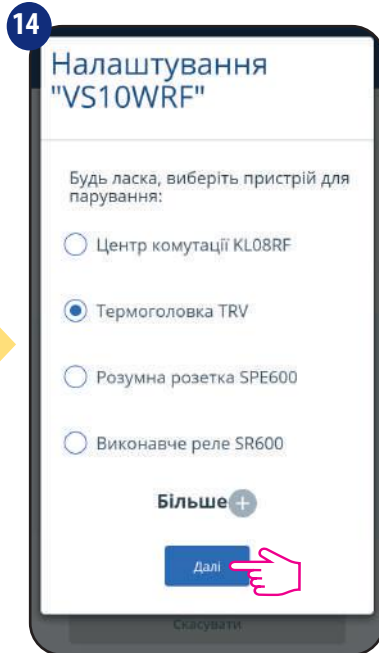 14
Налаштування
"VS10WRF"
Будь ласка, виберіть пристрій для
парування:
Центр комутації KL08RF
Термоголовка TRV
Розумна розетка SPE600
Виконавче реле SR600
Більше +
Далі
Скасувати